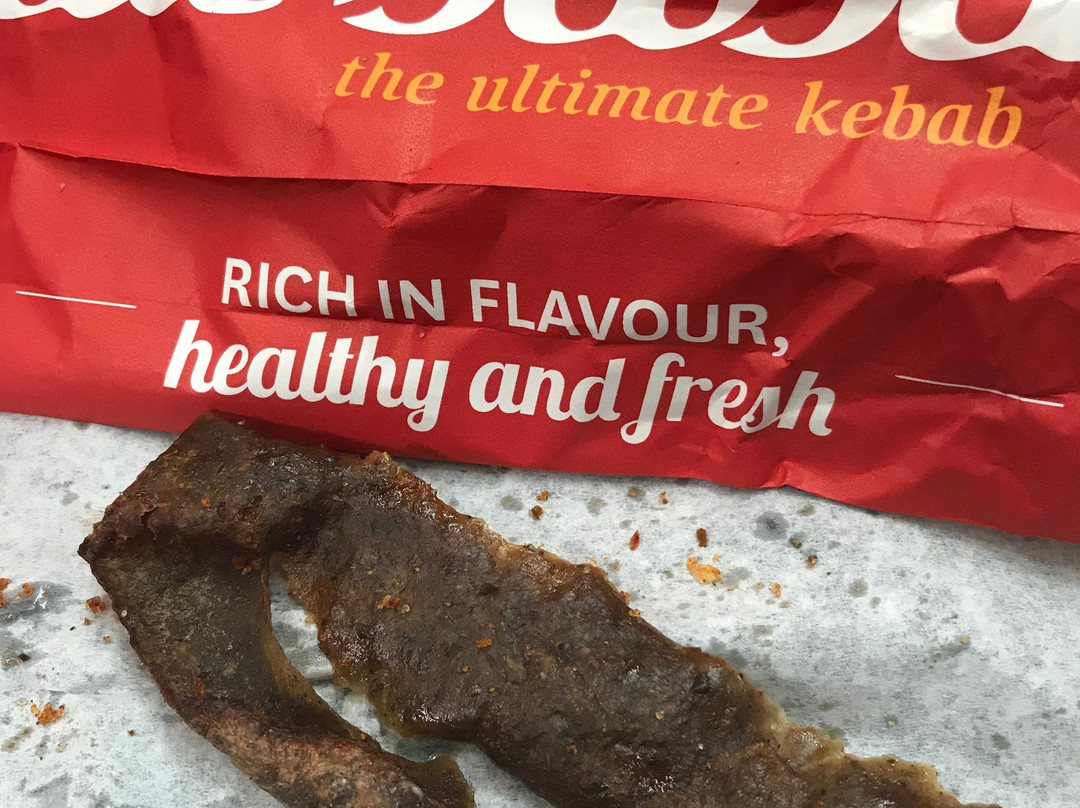 the ultimate kebab
RICH IN FLAVOUR,
healthy and fresh